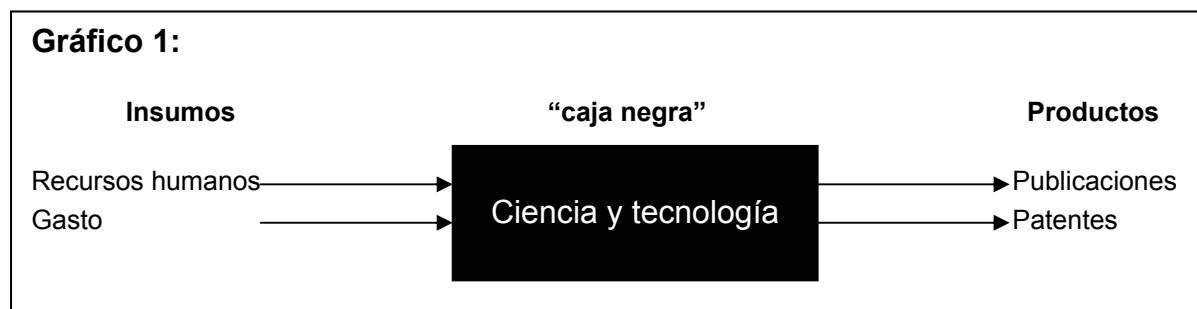 Gráfico 1:
Insumos “caja negra” Productos
Recursos humanos Ciencia y tecnología Publicaciones
Gasto Patentes